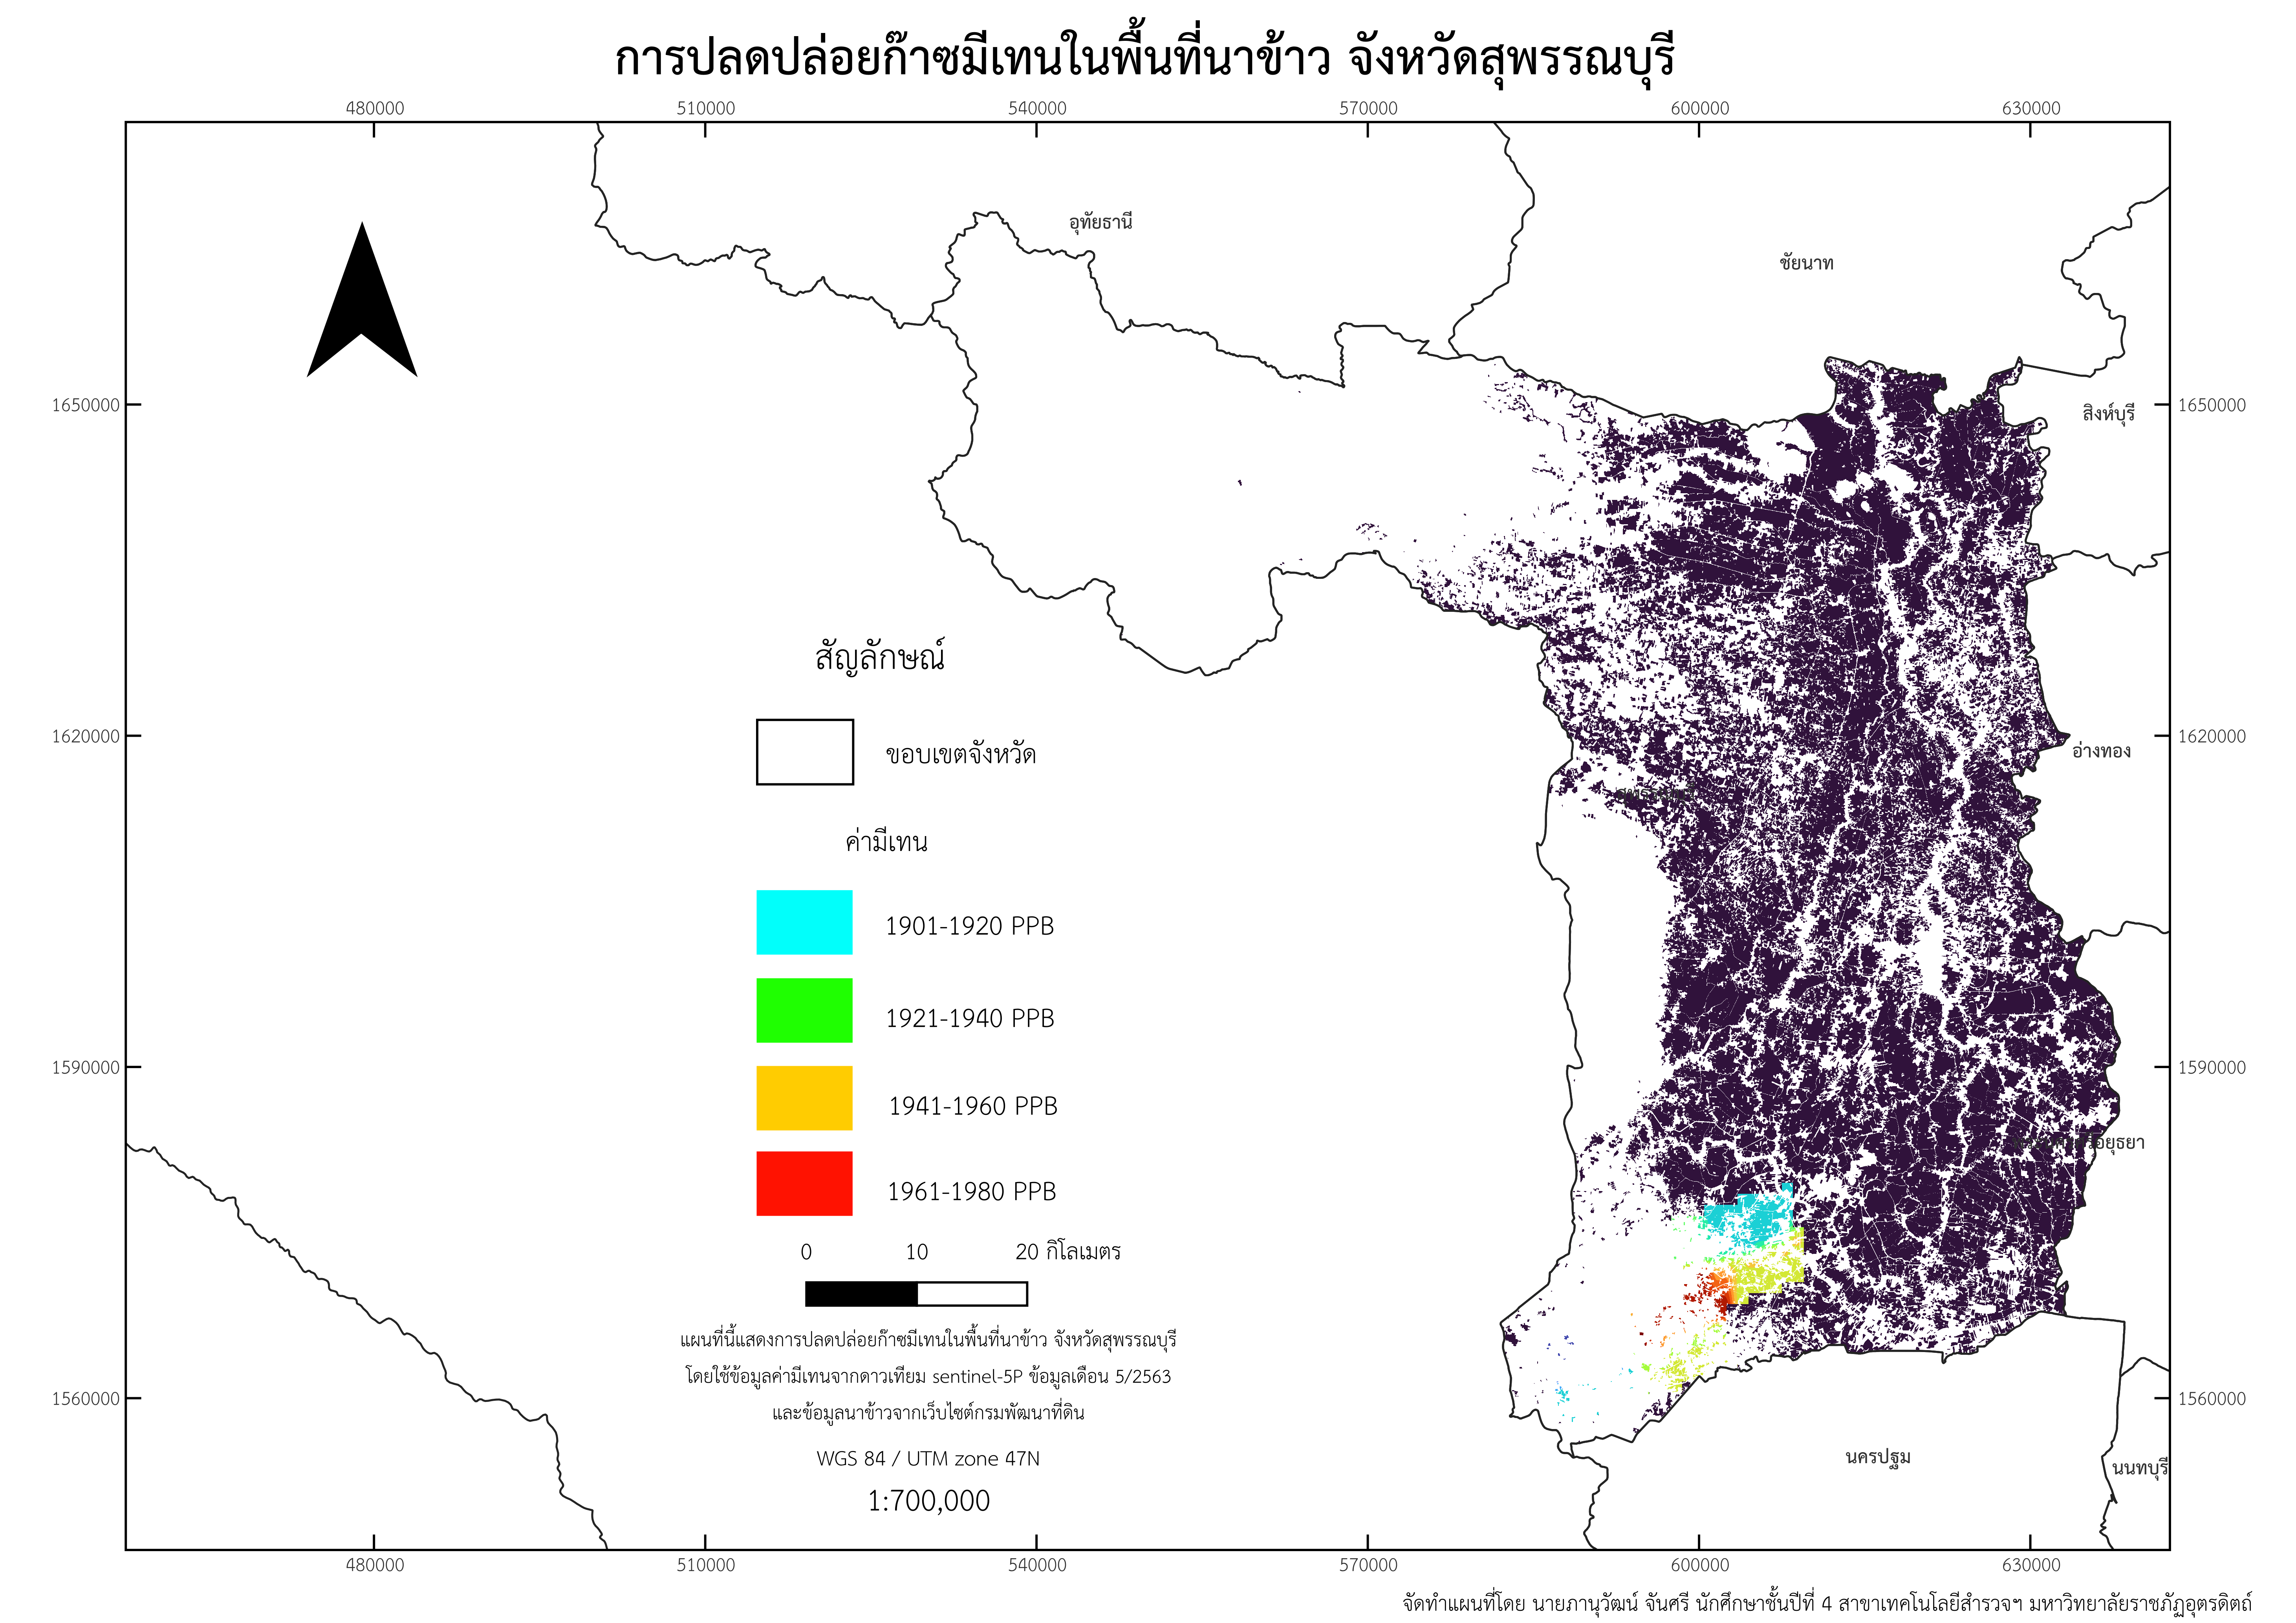 การปลดปล่อยก๊าซมีเทนในพื้นที่นาข้าว จังหวัดสุพรรณบุรี
480000 510000 540000 570000 600000 630000
อุทัยธานี
ชัยนาท
1650000 1650000
สิงห์บุรี
สัญลักษณ์
1620000 1620000
อ่างทอง
ขอบเขตจังหวัด
ค่ามีเทน
1901-1920 PPB
1921-1940 PPB
1590000 1590000
1941-1960 PPB
1961-1980 PPB
0 10 20 กิโลเมตร
แผนที่นี้แสดงการปลดปล่อยก๊าซมีเทนในพื้นที่นาข้าว จังหวัดสุพรรณบุรี
โดยใช้ข้อมูลค่ามีเทนจากดาวเทียม sentinel-5P ข้อมูลเดือน 5/2563
1560000 1560000
และข้อมูลนาข้าวจากเว็บไซต์กรมพัฒนาที่ดิน
WGS 84 / UTM zone 47N
นครปฐม
นนทบุรี
1:700,000
480000 510000 540000 570000 600000 630000
จัดทำแผนที่โดย นายภานุวัฒน์ จันศรี นักศึกษาชั้นปีที่ 4 สาขาเทคโนโลยีสำรวจฯ มหาวิทยาลัยราชภัฏอุตรดิตถ์